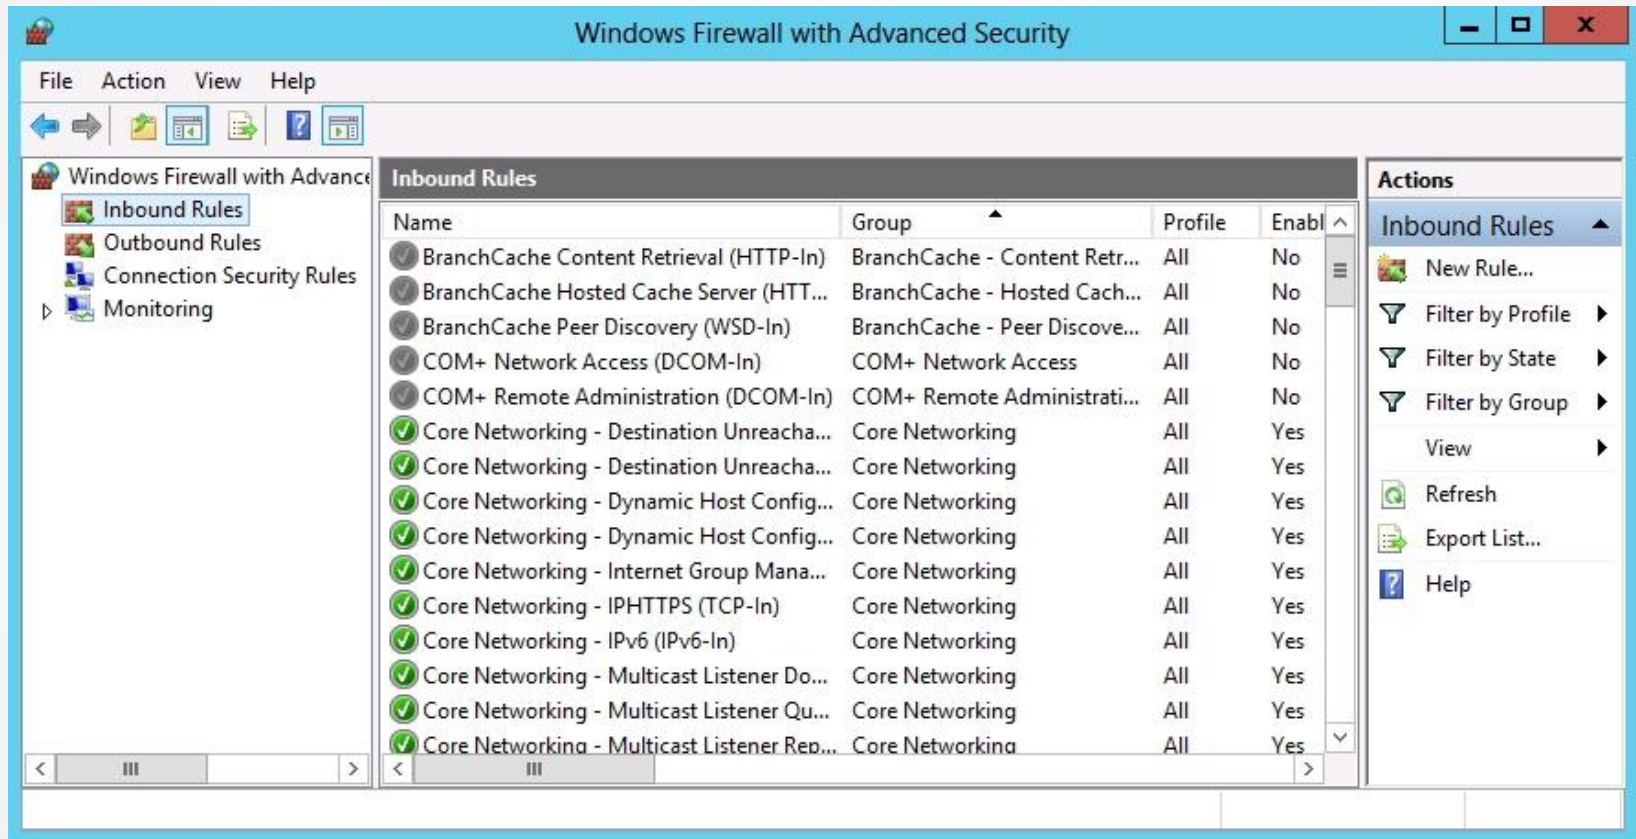 Windows Firewall with Advanced Security
File Action View Help
Windows Firewall with Advance
Inbound Rules
Outbound Rules
Connection Security Rules
Monitoring
Inbound Rules
Name Group Profile Enabl
BranchCache Content Retrieval (HTTP-In) BranchCache - Content Retr... All No
BranchCache Hosted Cache Server (HTT... BranchCache - Hosted Cach... All No
BranchCache Peer Discovery (WSD-In) BranchCache - Peer Discove... All No
COM+ Network Access (DCOM-In) COM+ Network Access All No
COM+ Remote Administration (DCOM-In) COM+ Remote Administrati... All No
Core Networking - Destination Unreacha... Core Networking All Yes
Core Networking - Destination Unreacha... Core Networking All Yes
Core Networking - Dynamic Host Config... Core Networking All Yes
Core Networking - Dynamic Host Config... Core Networking All Yes
Core Networking - Internet Group Mana... Core Networking All Yes
Core Networking - IPHTTPS (TCP-In) Core Networking All Yes
Core Networking - IPv6 (IPv6-In) Core Networking All Yes
Core Networking - Multicast Listener Do... Core Networking All Yes
Core Networking - Multicast Listener Qu... Core Networking All Yes
Core Networking - Multicast Listener Rep... Core Networking All Yes
Actions
Inbound Rules
New Rule...
Filter by Profile
Filter by State
Filter by Group
View
Refresh
Export List...
Help